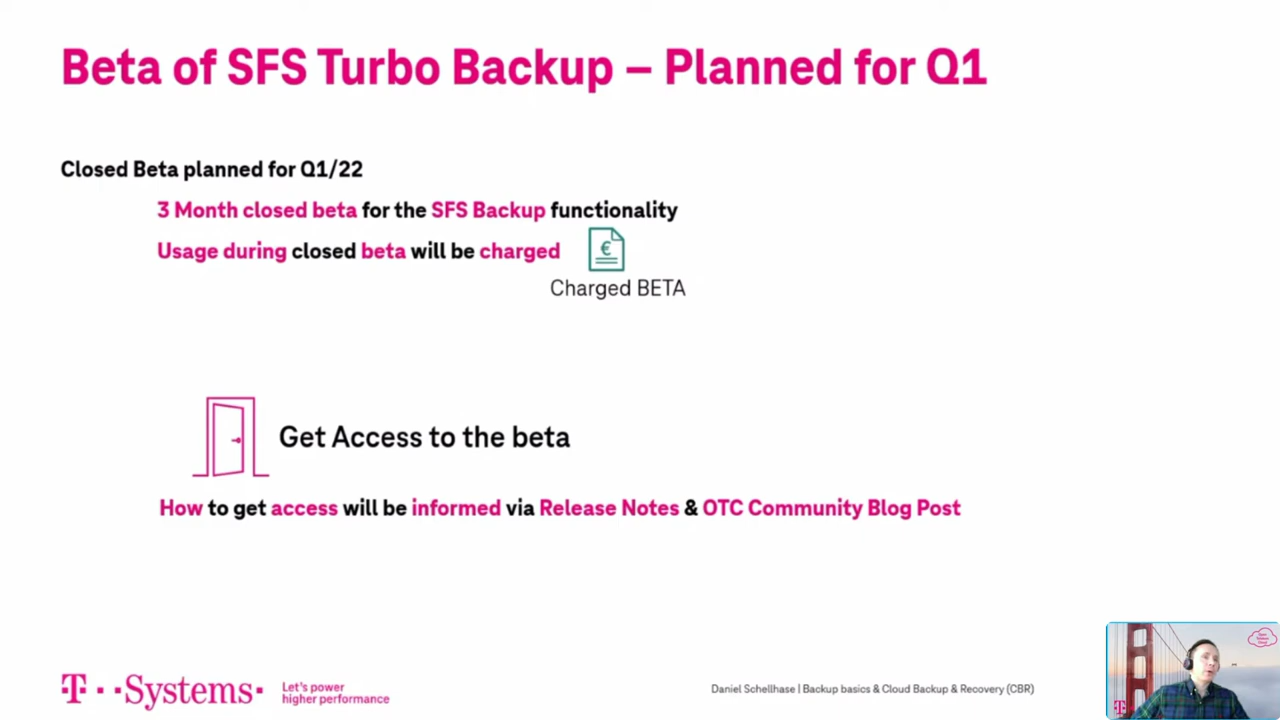 Beta of SFS Turbo Backup – Planned for Q1
Closed Beta planned for Q1/22
3 Month closed beta for the SFS Backup functionality
Usage during closed beta will be charged
€
Charged BETA
Get Access to the beta
How to get access will be informed via Release Notes & OTC Community Blog Post
T··Systems·
Let's power
higher performance
Daniel Schellhase | Backup basics & Cloud Backup & Recovery (CBR)
Open
Telekom
Cloud
T